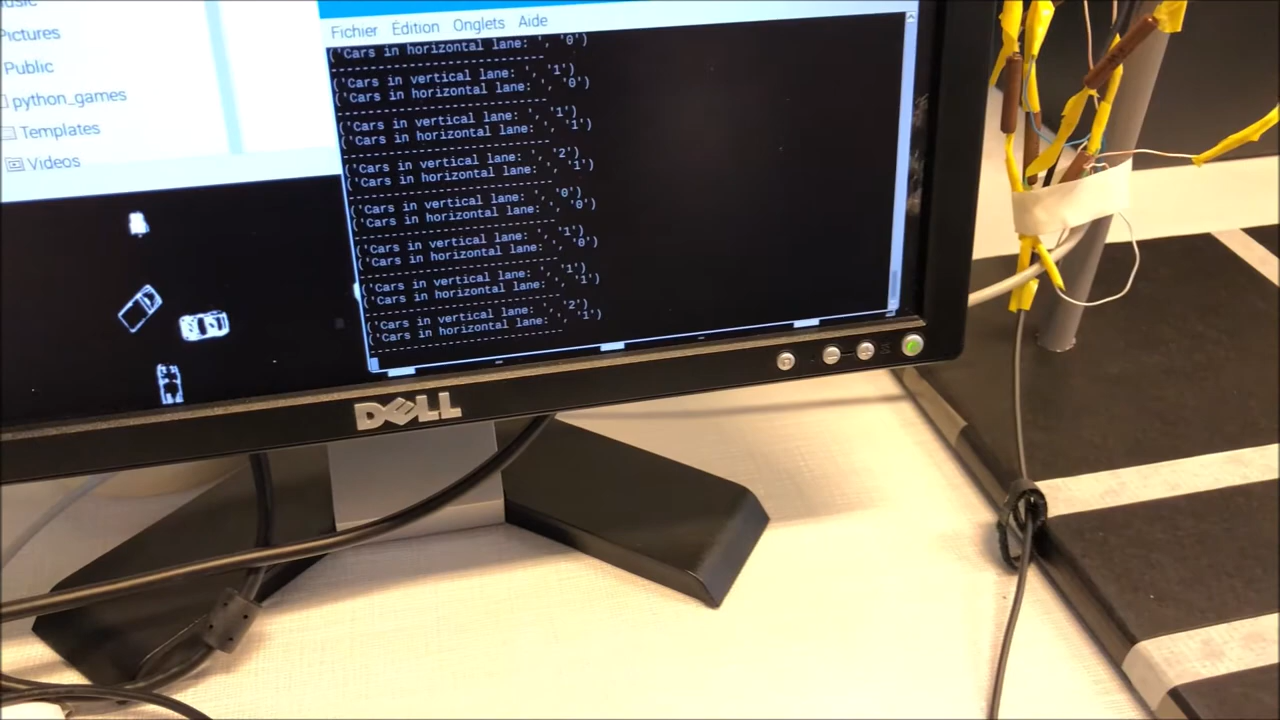 Pictures
Public
python_games
Templates
Videos
Fichier Édition Onglets Aide
('Cars in horizontal lane: ', '0')
-----------------------------
('Cars in vertical lane: ', '1')
('Cars in horizontal lane: ', '0')
-----------------------------
('Cars in vertical lane: ', '1')
('Cars in horizontal lane: ', '1')
-----------------------------
('Cars in vertical lane: ', '2')
('Cars in horizontal lane: ', '1')
-----------------------------
('Cars in vertical lane: ', '0')
('Cars in horizontal lane: ', '0')
-----------------------------
('Cars in vertical lane: ', '1')
('Cars in horizontal lane: ', '0')
-----------------------------
('Cars in vertical lane: ', '1')
('Cars in horizontal lane: ', '1')
-----------------------------
('Cars in vertical lane: ', '2')
('Cars in horizontal lane: ', '1')
-----------------------------
DELL